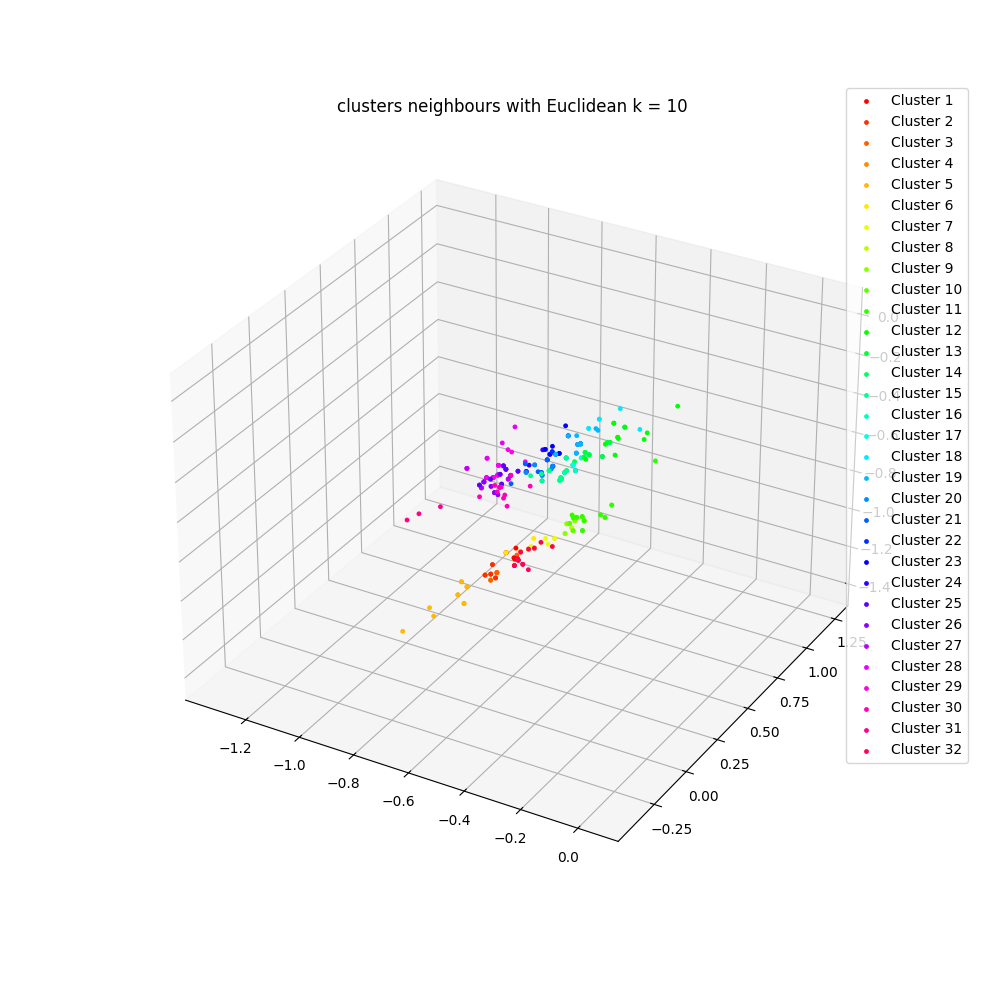 clusters neighbours with Euclidean k = 10
Cluster 1
Cluster 2
Cluster 3
Cluster 4
Cluster 5
Cluster 6
Cluster 7
Cluster 8
Cluster 9
Cluster 10
Cluster 11
Cluster 12
Cluster 13
Cluster 14
Cluster 15
Cluster 16
Cluster 17
Cluster 18
Cluster 19
Cluster 20
Cluster 21
Cluster 22
Cluster 23
Cluster 24
Cluster 25
Cluster 26
Cluster 27
Cluster 28
Cluster 29
Cluster 30
Cluster 31
Cluster 32
0.0
−0.2
−0.8
−1.0
−1.2
−1.4
1.25
1.00
0.75
0.50
0.25
0.00
−0.25
−1.2
−1.0
−0.8
−0.6
−0.4
−0.2
0.0